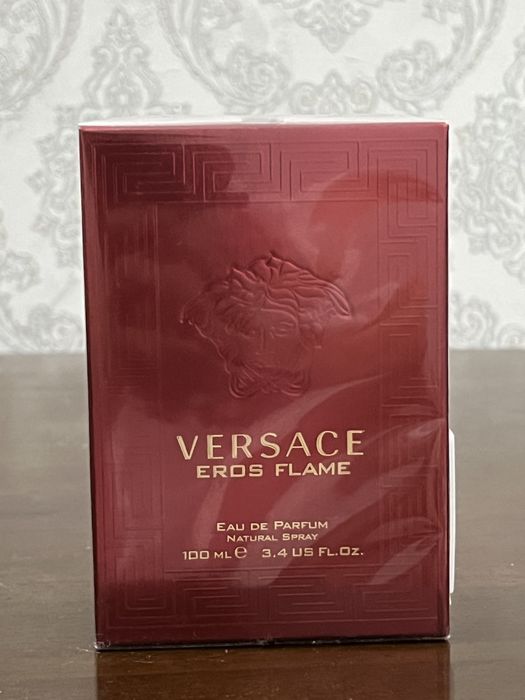 VERSACE
EROS FLAME
EAU DE PARFUM
NATURAL SPRAY
100 ML ℮ 3.4 US FL.OZ.